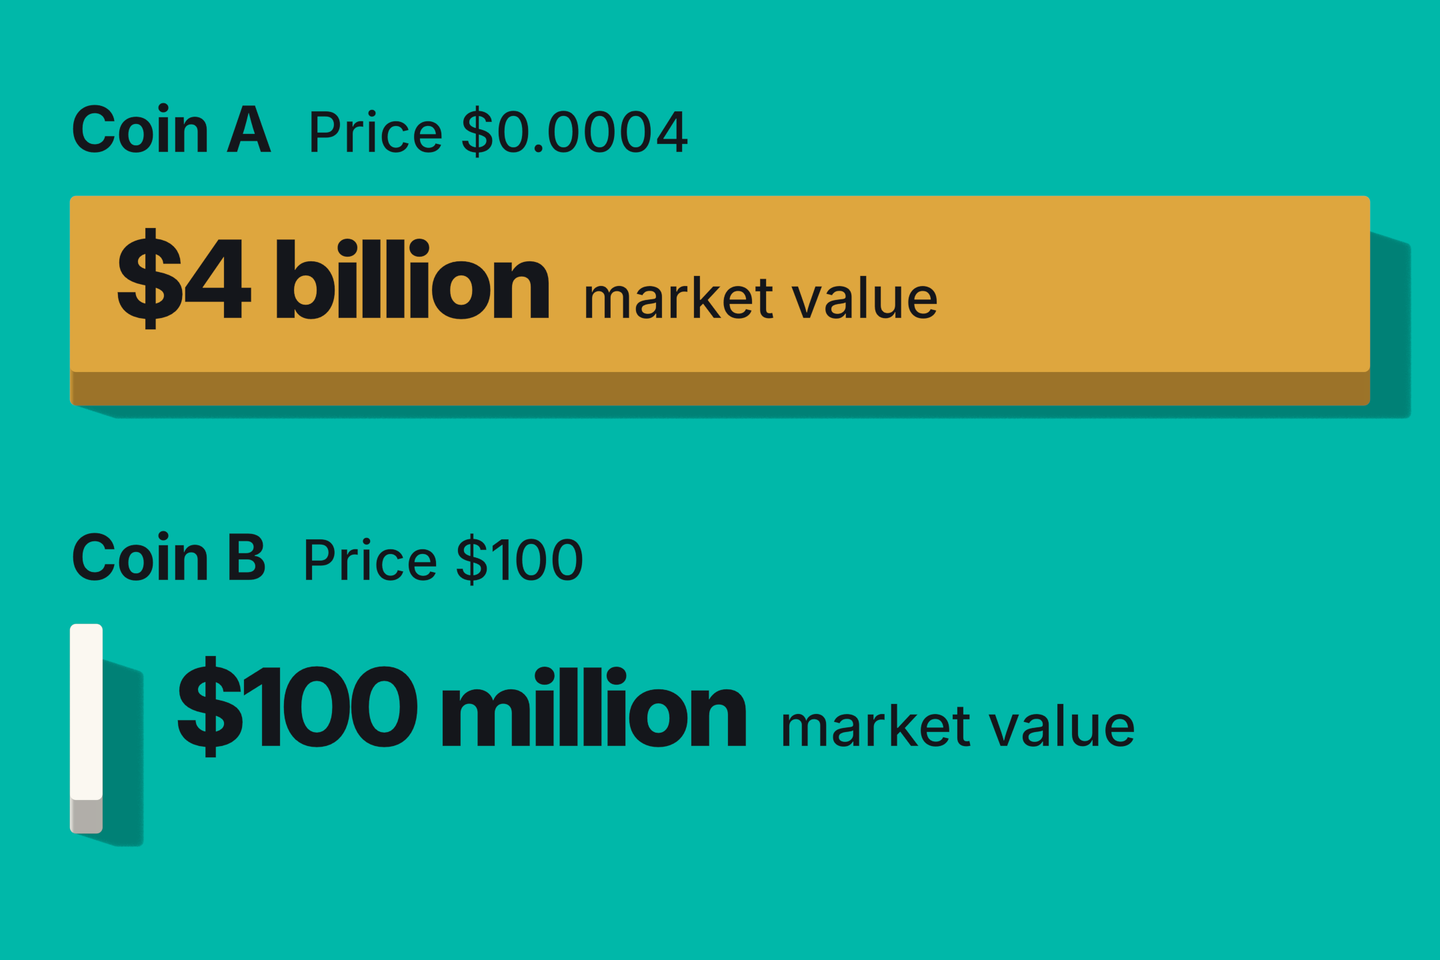 Coin A Price $0.0004
$4 billion market value
Coin B Price $100
$100 million market value